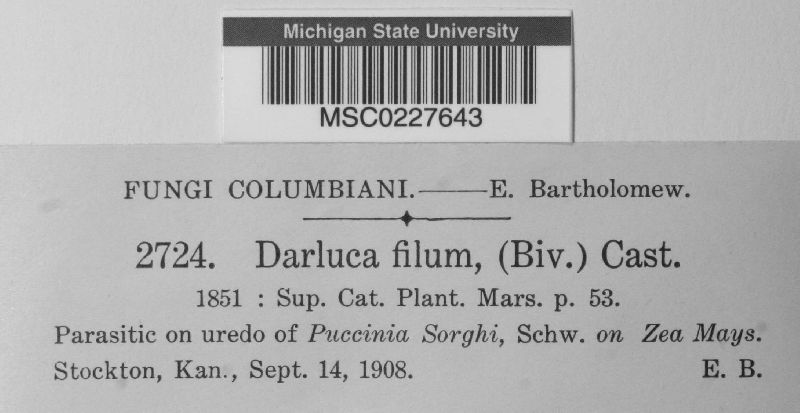 Michigan State University
MSC0227643
FUNGI COLUMBIANI.——E. Bartholomew.
2724. Darluca filum, (Biv.) Cast.
1851 : Sup. Cat. Plant. Mars. p. 53.
Parasitic on uredo of Puccinia Sorghi, Schw. on Zea Mays.
Stockton, Kan., Sept. 14, 1908. E. B.